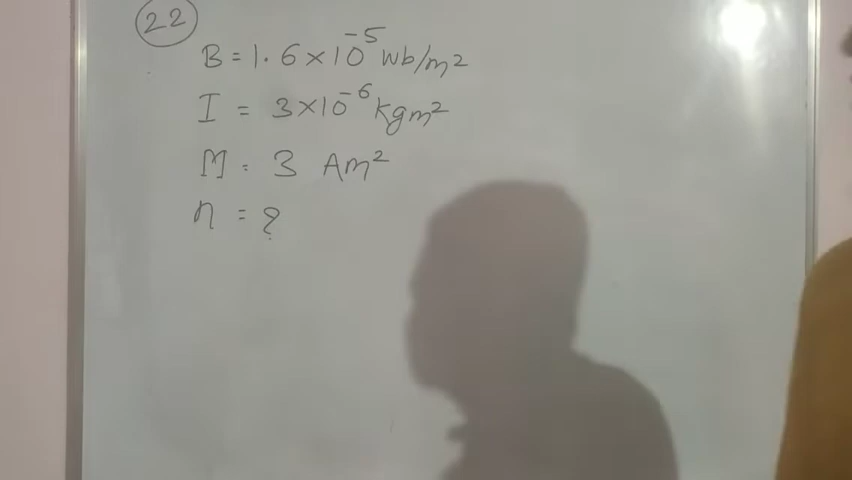 22
B = 1.6 × 10⁻⁵ wb/m²
I = 3×10⁻⁶ kgm²
M = 3 Am²
n = ?